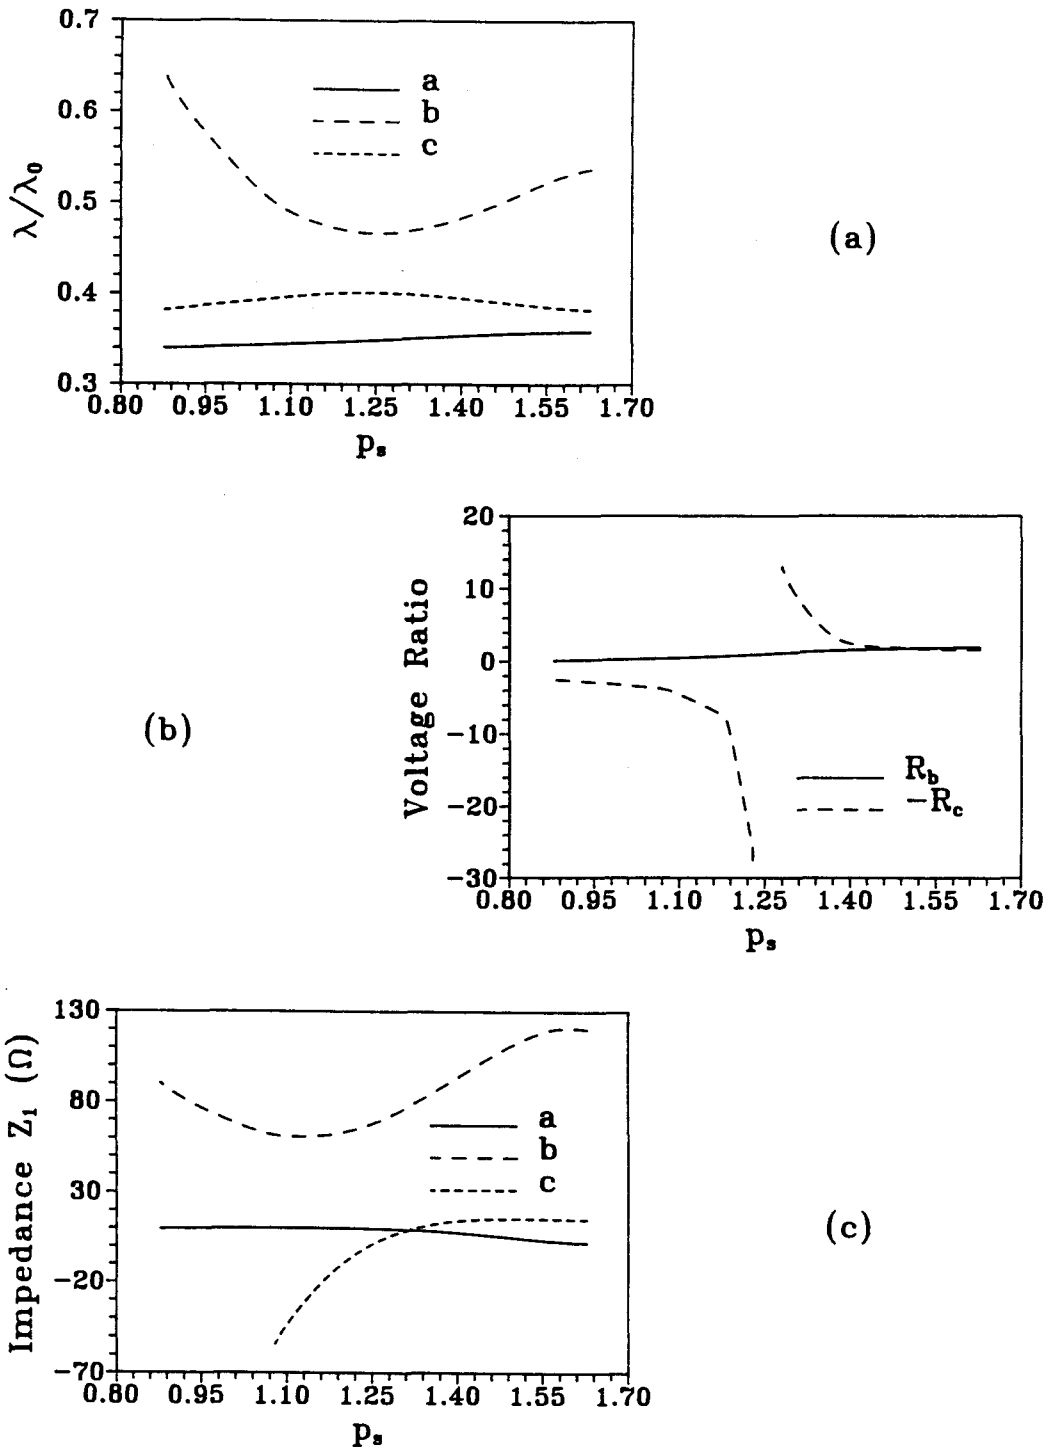 0.7
0.6
0.5
0.4
0.3
λ/λ₀
a
b
c
0.80 0.95 1.10 1.25 1.40 1.55 1.70
pₛ
(a)
20
10
0
−10
−20
−30
Voltage Ratio
R_b
−R_c
0.80 0.95 1.10 1.25 1.40 1.55 1.70
pₛ
(b)
130
80
30
−20
−70
Impedance Z₁ (Ω)
a
b
c
0.80 0.95 1.10 1.25 1.40 1.55 1.70
pₛ
(c)